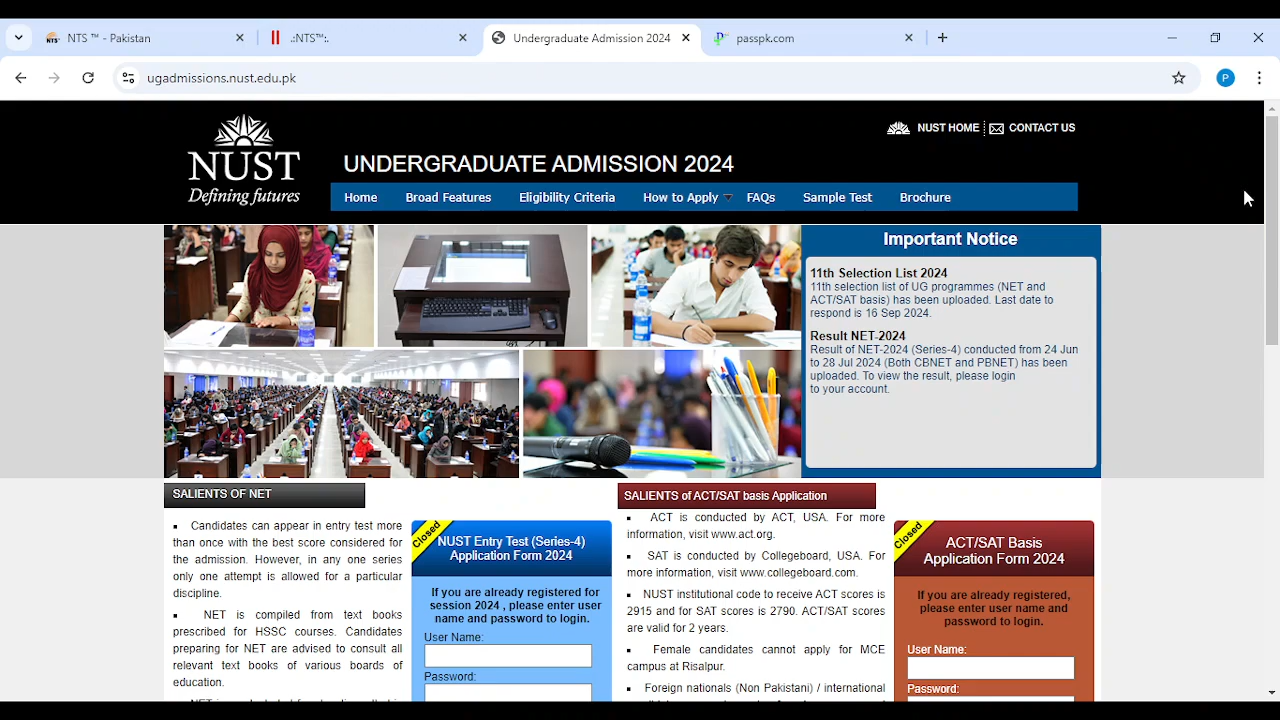 NTS ™ - Pakistan
.:NTS™:.
Undergraduate Admission 2024
passpk.com
ugadmissions.nust.edu.pk
P
NUST
Defining futures
NUST HOME
CONTACT US
UNDERGRADUATE ADMISSION 2024
Home
Broad Features
Eligibility Criteria
How to Apply
FAQs
Sample Test
Brochure
Important Notice
11th Selection List 2024
11th selection list of UG programmes (NET and
ACT/SAT basis) has been uploaded. Last date to
respond is 16 Sep 2024.
Result NET-2024
Result of NET-2024 (Series-4) conducted from 24 Jun
to 28 Jul 2024 (Both CBNET and PBNET) has been
uploaded. To view the result, please login
to your account.
SALIENTS OF NET
Candidates can appear in entry test more
than once with the best score considered for
the admission. However, in any one series
only one attempt is allowed for a particular
discipline.
NET is compiled from text books
prescribed for HSSC courses. Candidates
preparing for NET are advised to consult all
relevant text books of various boards of
education.
Closed
NUST Entry Test (Series-4)
Application Form 2024
If you are already registered for
session 2024 , please enter user
name and password to login.
User Name:
Password:
SALIENTS of ACT/SAT basis Application
ACT is conducted by ACT, USA. For more
information, visit www.act.org.
SAT is conducted by Collegeboard, USA. For
more information, visit www.collegeboard.com.
NUST institutional code to receive ACT scores is
2915 and for SAT scores is 2790. ACT/SAT scores
are valid for 2 years.
Female candidates cannot apply for MCE
campus at Risalpur.
Foreign nationals (Non Pakistani) / international
Closed
ACT/SAT Basis
Application Form 2024
If you are already registered,
please enter user name and
password to login.
User Name:
Password: